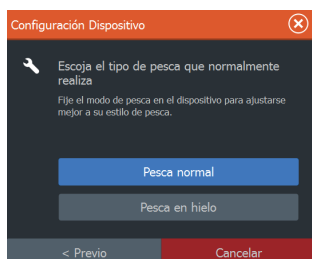 Configuración Dispositivo
Escoja el tipo de pesca que normalmente
realiza
Fije el modo de pesca en el dispositivo para ajustarse
mejor a su estilo de pesca.
Pesca normal
Pesca en hielo
< Previo
Cancelar